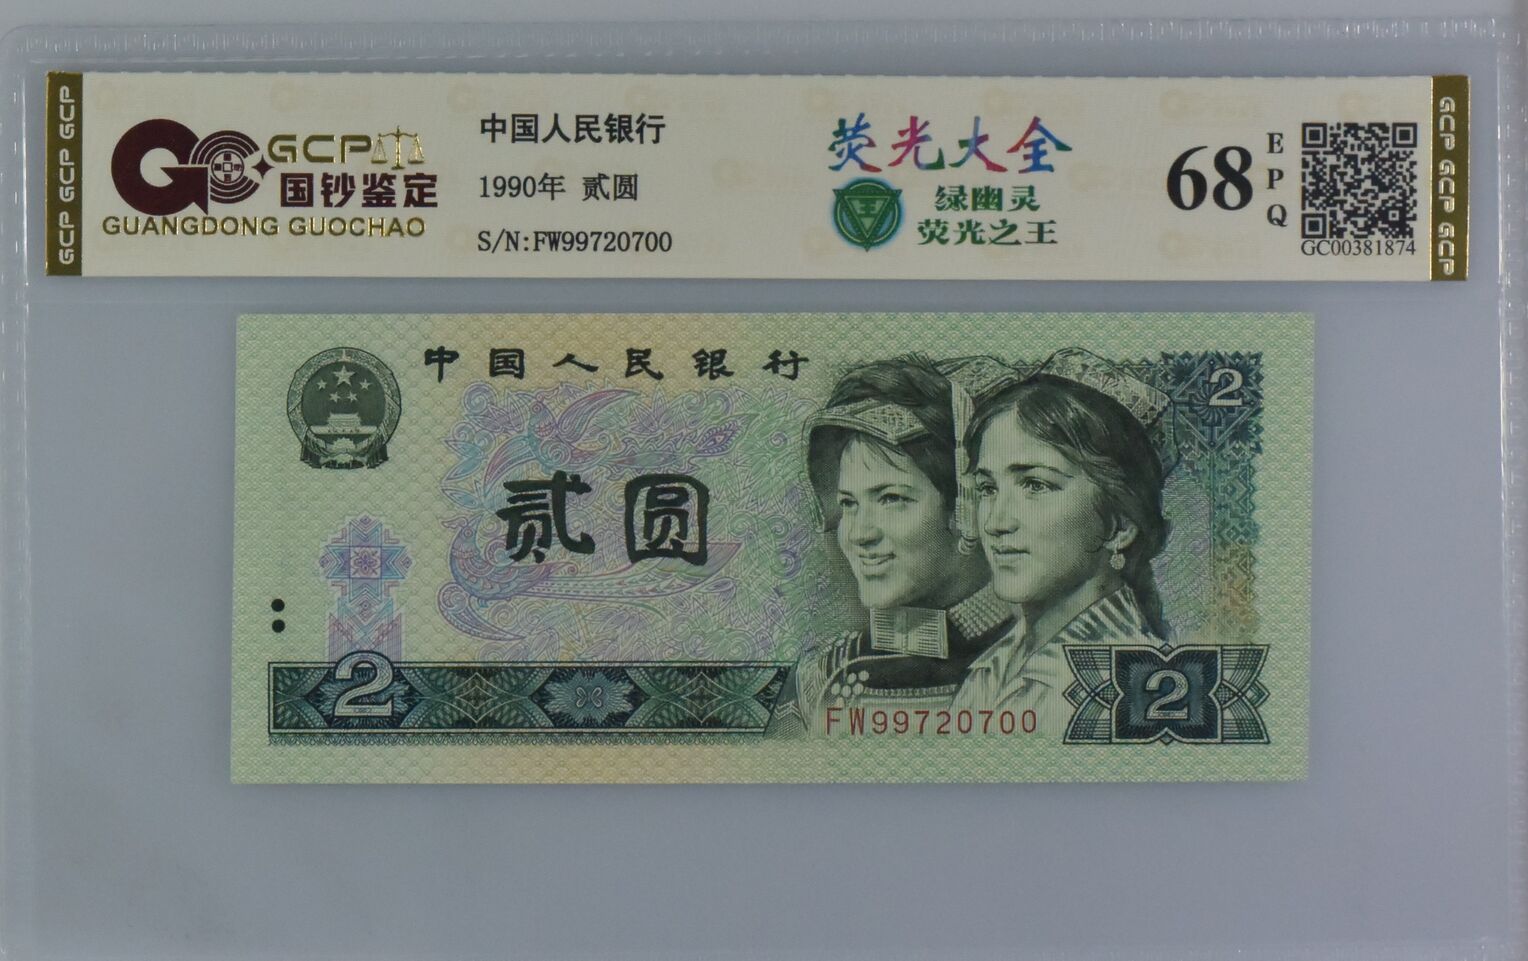 GCP GCP GCP
GCP
国钞鉴定
GUANGDONG GUOCHAO
中国人民银行
1990年 贰圆
S/N:FW99720700
荧光大全
王
绿幽灵
荧光之王
68
EPQ
GC00381874
GCP GCP GCP
中国人民银行
2
贰圆
2
FW99720700
2